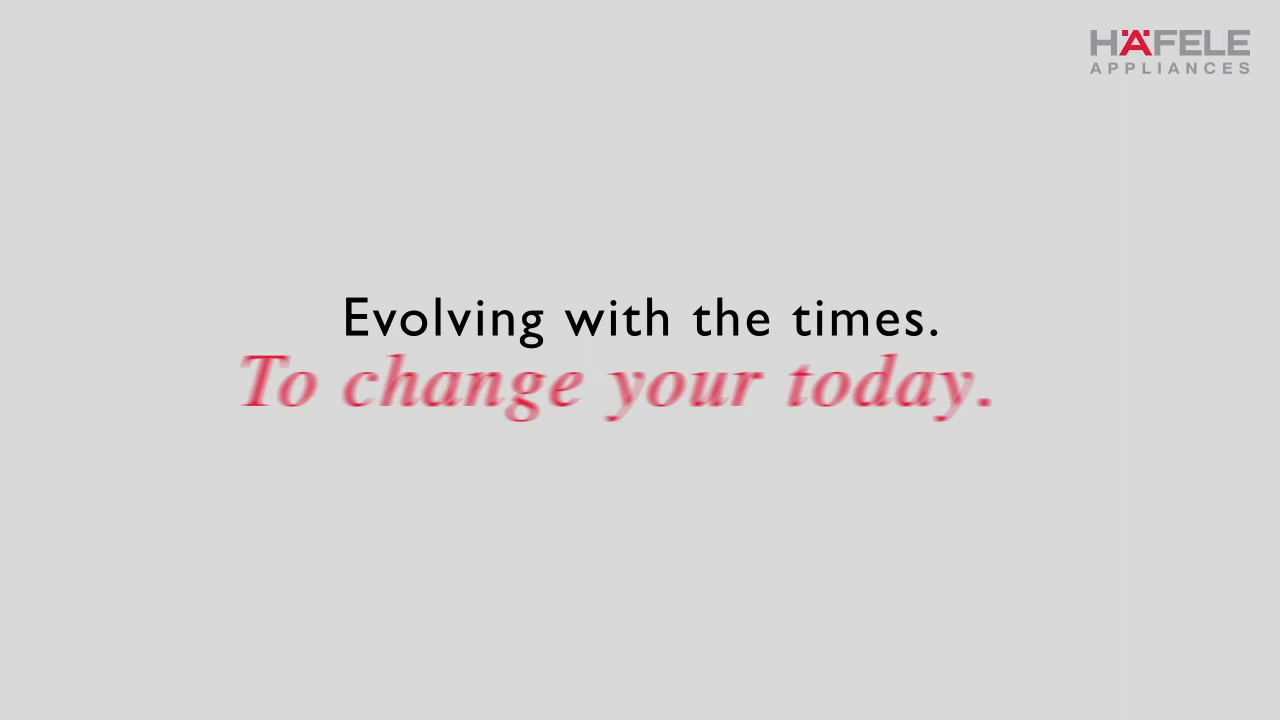 HÄFELE
APPLIANCES
Evolving with the times.
To change your today.